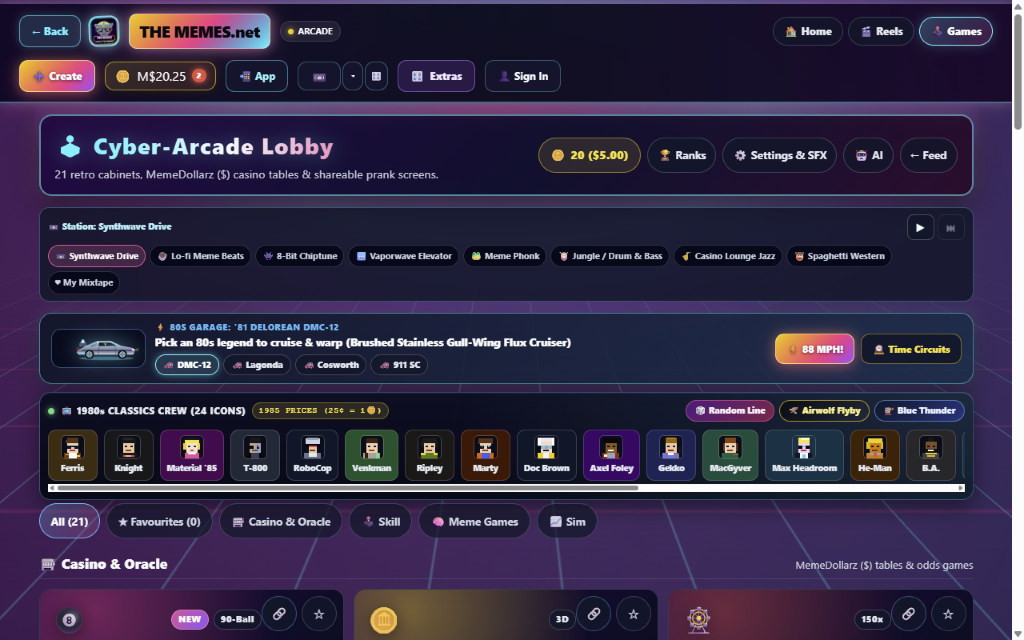 ← Back
THE MEMES.net
ARCADE
Home
Reels
Games
Create
M$20.25 2
App
Extras
Sign In
Cyber-Arcade Lobby
21 retro cabinets, MemeDollarz ($) casino tables & shareable prank screens.
20 ($5.00)
Ranks
Settings & SFX
AI
← Feed
Station: Synthwave Drive
Synthwave Drive
Lo-fi Meme Beats
8-Bit Chiptune
Vaporwave Elevator
Meme Phonk
Jungle / Drum & Bass
Casino Lounge Jazz
Spaghetti Western
♥ My Mixtape
80S GARAGE: '81 DELOREAN DMC-12
Pick an 80s legend to cruise & warp (Brushed Stainless Gull-Wing Flux Cruiser)
DMC-12
Lagonda
Cosworth
911 SC
88 MPH!
Time Circuits
1980s CLASSICS CREW (24 ICONS)
1985 PRICES (25¢ = 1🪙)
Random Line
Airwolf Flyby
Blue Thunder
Ferris
Knight
Material '85
T-800
RoboCop
Venkman
Ripley
Marty
Doc Brown
Axel Foley
Gekko
MacGyver
Max Headroom
He-Man
B.A.
All (21)
★ Favourites (0)
Casino & Oracle
Skill
Meme Games
Sim
Casino & Oracle
MemeDollarz ($) tables & odds games
8
NEW
90-Ball
3D
150x